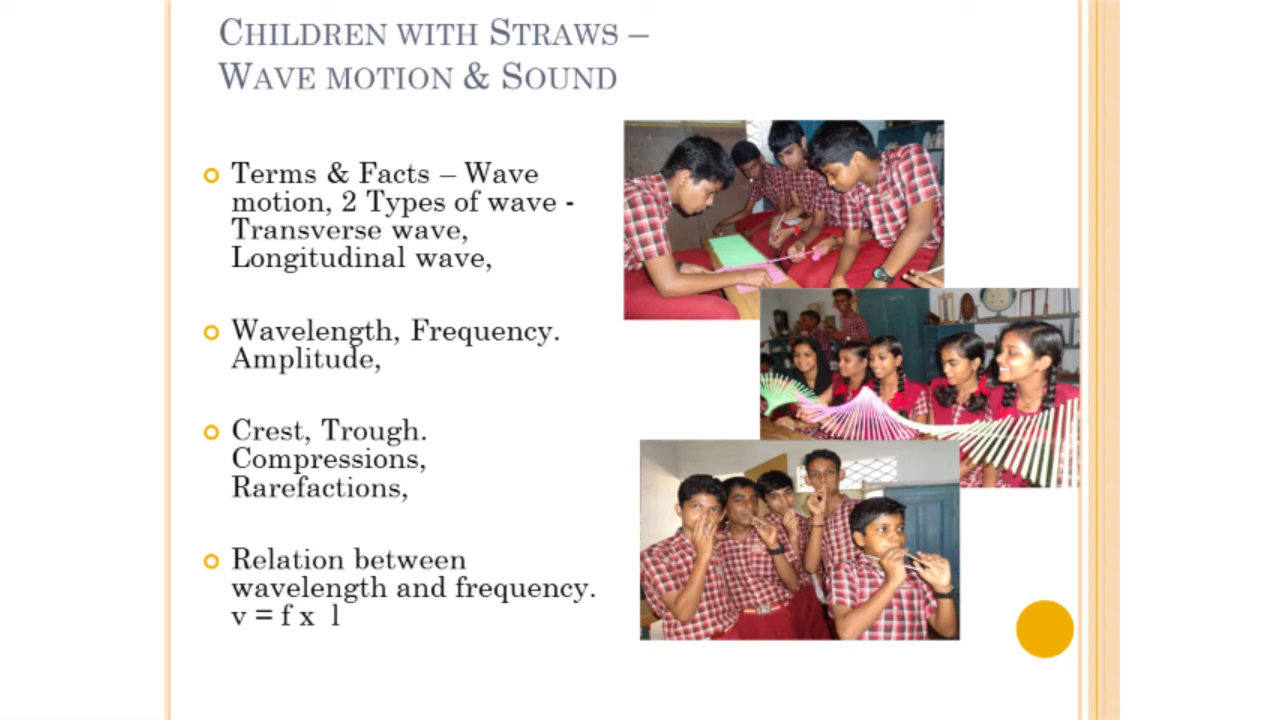 CHILDREN WITH STRAWS –
WAVE MOTION & SOUND
Terms & Facts – Wave
motion, 2 Types of wave -
Transverse wave,
Longitudinal wave,
Wavelength, Frequency.
Amplitude,
Crest, Trough.
Compressions,
Rarefactions,
Relation between
wavelength and frequency.
v = f x l